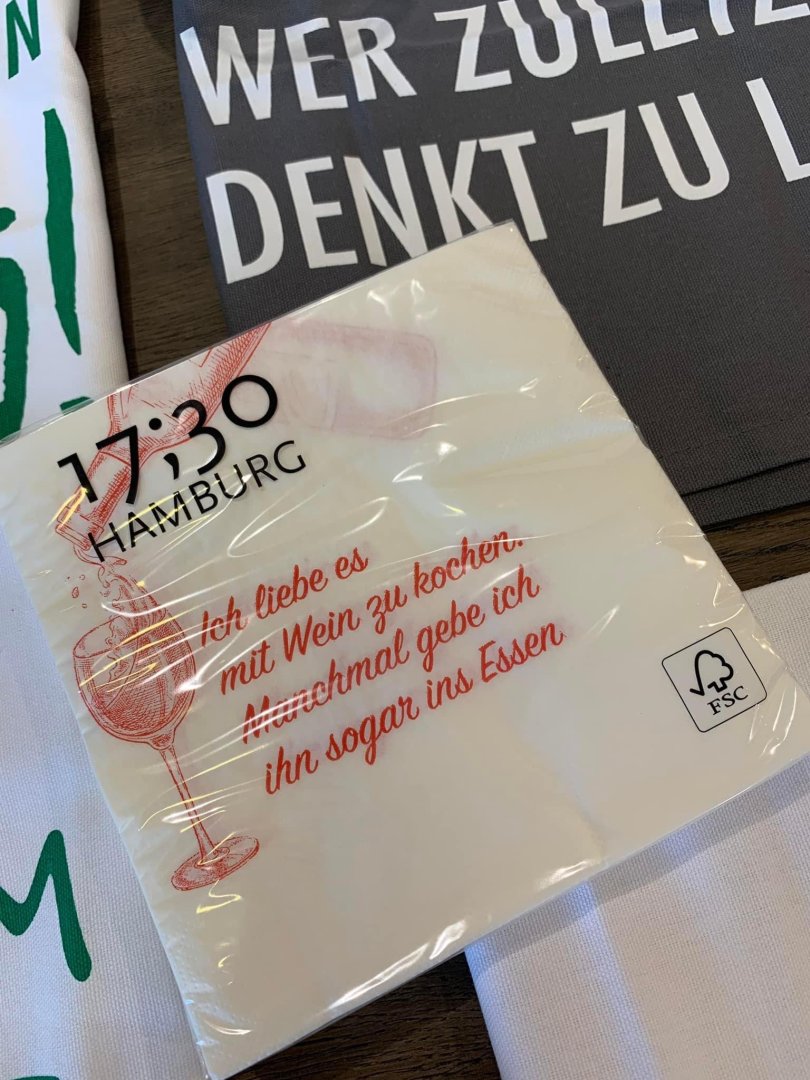 N
WER ZULETZ
DENKT ZU L
17;30
HAMBURG
Ich liebe es
mit Wein zu kochen.
Manchmal gebe ich
ihn sogar ins Essen
FSC
M